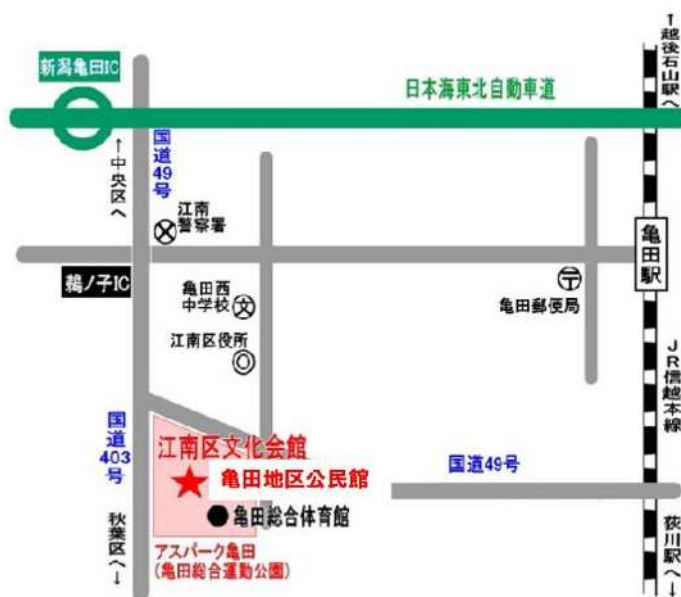 ↑越後石山駅へ
新潟亀田IC
日本海東北自動車道
↑中央区へ
国道49号
江南
警察署
亀田駅
鵜ノ子IC
亀田西
中学校
文
〒
亀田郵便局
江南区役所
JR信越本線
国道403号
江南区文化会館
亀田地区公民館
国道49号
亀田総合体育館
秋葉区へ↓
荻川駅へ↓
アスパーク亀田
(亀田総合運動公園)